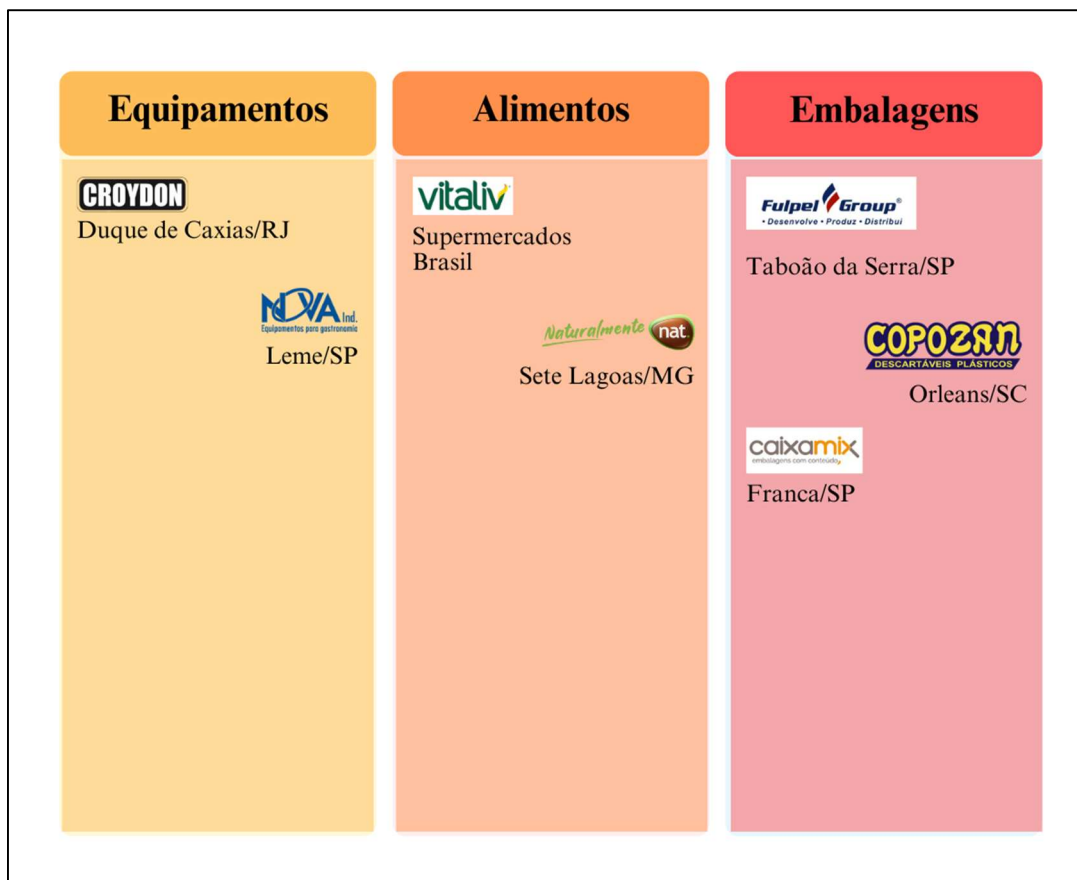 Equipamentos
CROYDON
Duque de Caxias/RJ
NOVA Ind.
Equipamentos para gastronomia
Leme/SP
Alimentos
vitaliv
Supermercados
Brasil
Naturalmente nat
Sete Lagoas/MG
Embalagens
Fulpel Group®
• Desenvolve • Produz • Distribui
Taboão da Serra/SP
COPOZAN
DESCARTÁVEIS PLÁSTICOS
Orleans/SC
caixamix
embalagens com conteúdo
Franca/SP